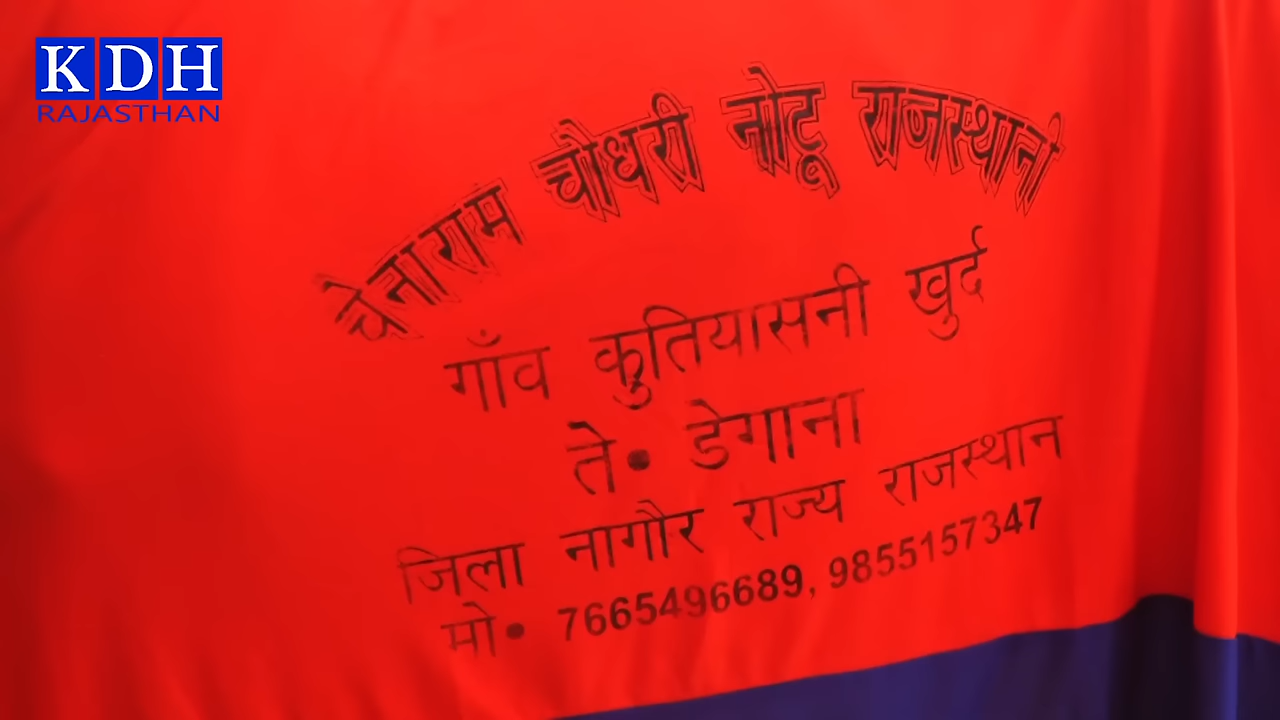 KDH
RAJASTHAN
चेनाराम चौधरी नोटू राजस्थानी
गाँव कुतियासनी खुर्द
ते• डेगाना
जिला नागौर राज्य राजस्थान
मो• 7665496689, 9855157347